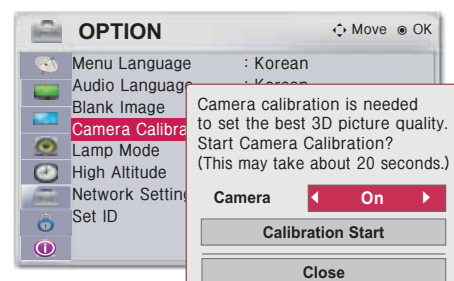 OPTION
Move OK
Menu Language : Korean
Audio Language : Korean
Blank Image
Camera Calibra
Lamp Mode
High Altitude
Network Setting
Set ID
Camera calibration is needed
to set the best 3D picture quality.
Start Camera Calibration?
(This may take about 20 seconds.)
Camera On
Calibration Start
Close